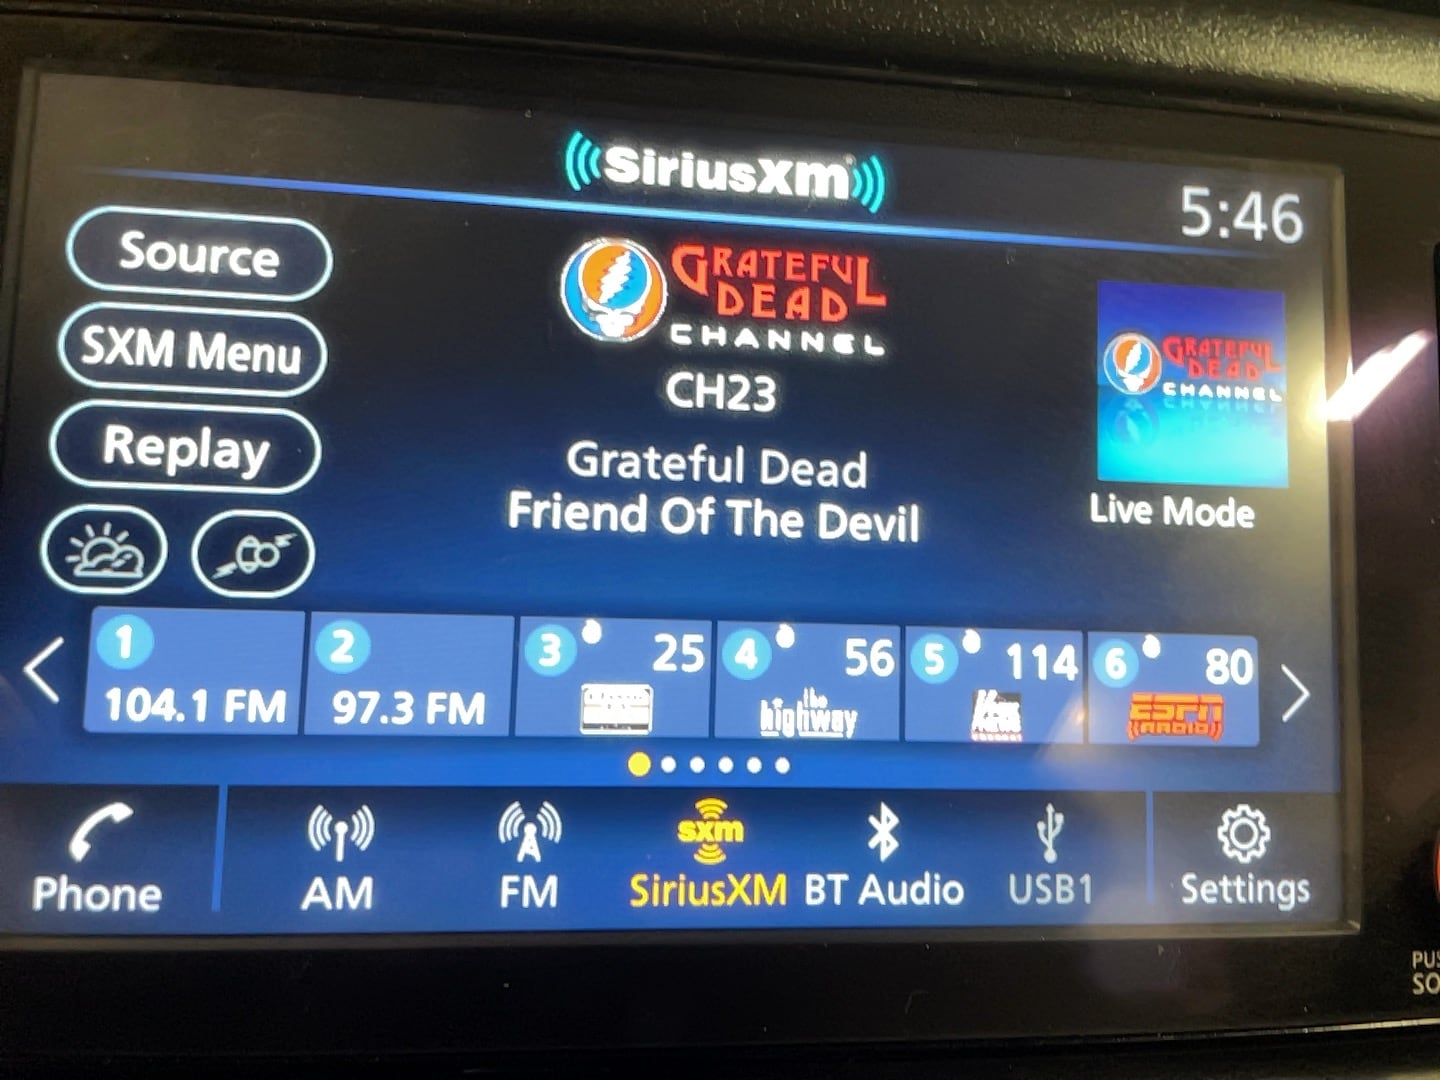 SiriusXM
5:46
Source
SXM Menu
Replay
GRATEFUL
DEAD
CHANNEL
CH23
Grateful Dead
Friend Of The Devil
GRATEFUL
DEAD
CHANNEL
Live Mode
1
104.1 FM
2
97.3 FM
3 25
4 56
the
highway
5 114
6 80
ESPN
RADIO
Phone
AM
FM
sxm
SiriusXM
BT Audio
USB1
Settings